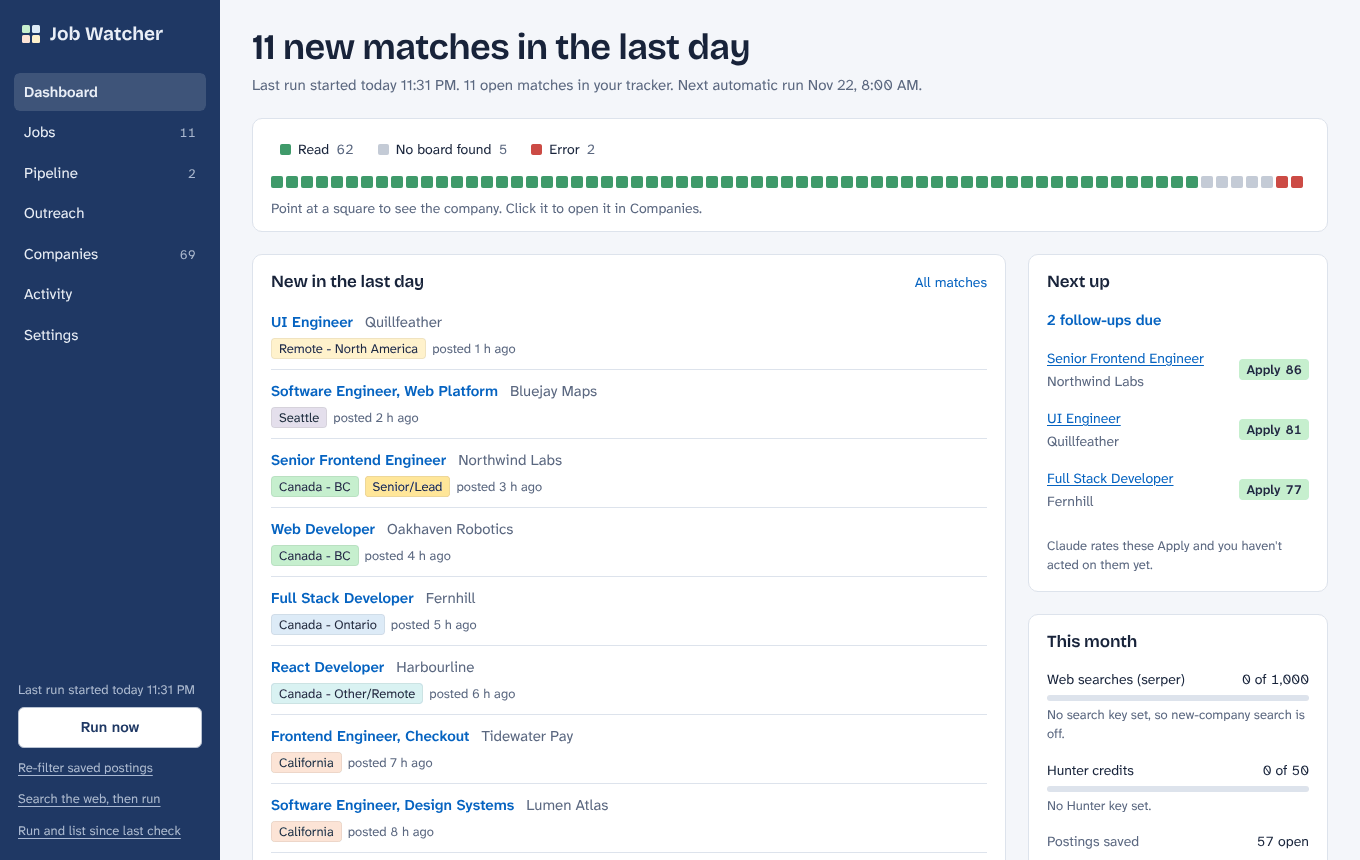 Job Watcher
Dashboard
Jobs 11
Pipeline 2
Outreach
Companies 69
Activity
Settings
Last run started today 11:31 PM
Run now
Re-filter saved postings
Search the web, then run
Run and list since last check
11 new matches in the last day
Last run started today 11:31 PM. 11 open matches in your tracker. Next automatic run Nov 22, 8:00 AM.
Read 62 No board found 5 Error 2
Point at a square to see the company. Click it to open it in Companies.
New in the last day All matches
UI Engineer Quillfeather
Remote - North America posted 1 h ago
Software Engineer, Web Platform Bluejay Maps
Seattle posted 2 h ago
Senior Frontend Engineer Northwind Labs
Canada - BC Senior/Lead posted 3 h ago
Web Developer Oakhaven Robotics
Canada - BC posted 4 h ago
Full Stack Developer Fernhill
Canada - Ontario posted 5 h ago
React Developer Harbourline
Canada - Other/Remote posted 6 h ago
Frontend Engineer, Checkout Tidewater Pay
California posted 7 h ago
Software Engineer, Design Systems Lumen Atlas
California posted 8 h ago
Next up
2 follow-ups due
Senior Frontend Engineer
Northwind Labs
Apply 86
UI Engineer
Quillfeather
Apply 81
Full Stack Developer
Fernhill
Apply 77
Claude rates these Apply and you haven't
acted on them yet.
This month
Web searches (serper) 0 of 1,000
No search key set, so new-company search is
off.
Hunter credits 0 of 50
No Hunter key set.
Postings saved 57 open